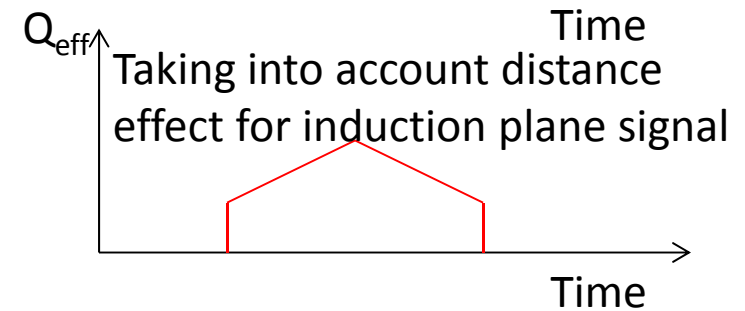 Time
Qeff
Taking into account distance
effect for induction plane signal
Time